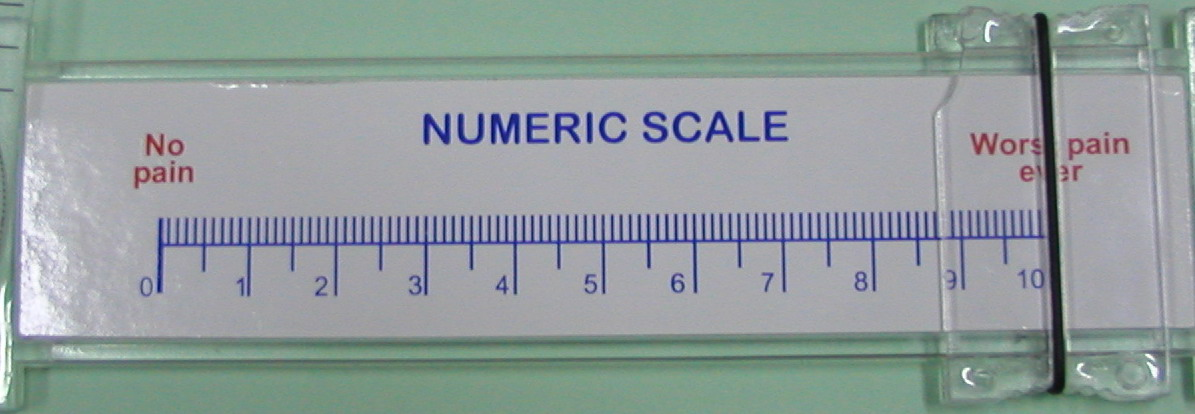 NUMERIC SCALE
No
pain
Worst pain
ever
0 1 2 3 4 5 6 7 8 9 10